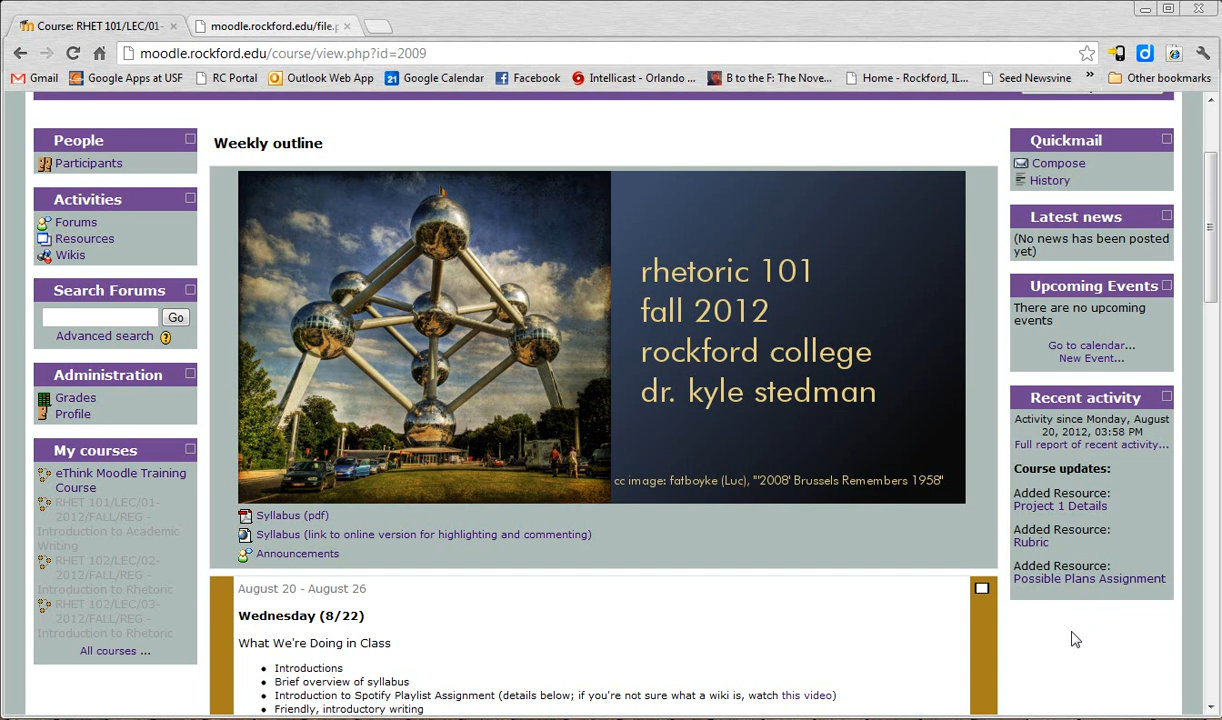 Course: RHET 101/LEC/01-
moodle.rockford.edu/file.p
moodle.rockford.edu/course/view.php?id=2009
Gmail
Google Apps at USF
RC Portal
Outlook Web App
21
Google Calendar
Facebook
Intellicast - Orlando ...
B to the F: The Nove...
Home - Rockford, IL...
Seed Newsvine
»
Other bookmarks
People
Participants
Activities
Forums
Resources
Wikis
Search Forums
Go
Advanced search
Administration
Grades
Profile
My courses
eThink Moodle Training
Course
RHET 101/LEC/01-
2012/FALL/REG -
Introduction to Academic
Writing
RHET 102/LEC/02-
2012/FALL/REG -
Introduction to Rhetoric
RHET 102/LEC/03-
2012/FALL/REG -
Introduction to Rhetoric
All courses ...
Weekly outline
rhetoric 101
fall 2012
rockford college
dr. kyle stedman
cc image: fatboyke (Luc), "'2008' Brussels Remembers 1958"
Syllabus (pdf)
Syllabus (link to online version for highlighting and commenting)
Announcements
August 20 - August 26
Wednesday (8/22)
What We're Doing in Class
• Introductions
• Brief overview of syllabus
• Introduction to Spotify Playlist Assignment (details below; if you're not sure what a wiki is, watch this video)
• Friendly, introductory writing
Quickmail
Compose
History
Latest news
(No news has been posted
yet)
Upcoming Events
There are no upcoming
events
Go to calendar...
New Event...
Recent activity
Activity since Monday, August
20, 2012, 03:58 PM
Full report of recent activity...
Course updates:
Added Resource:
Project 1 Details
Added Resource:
Rubric
Added Resource:
Possible Plans Assignment